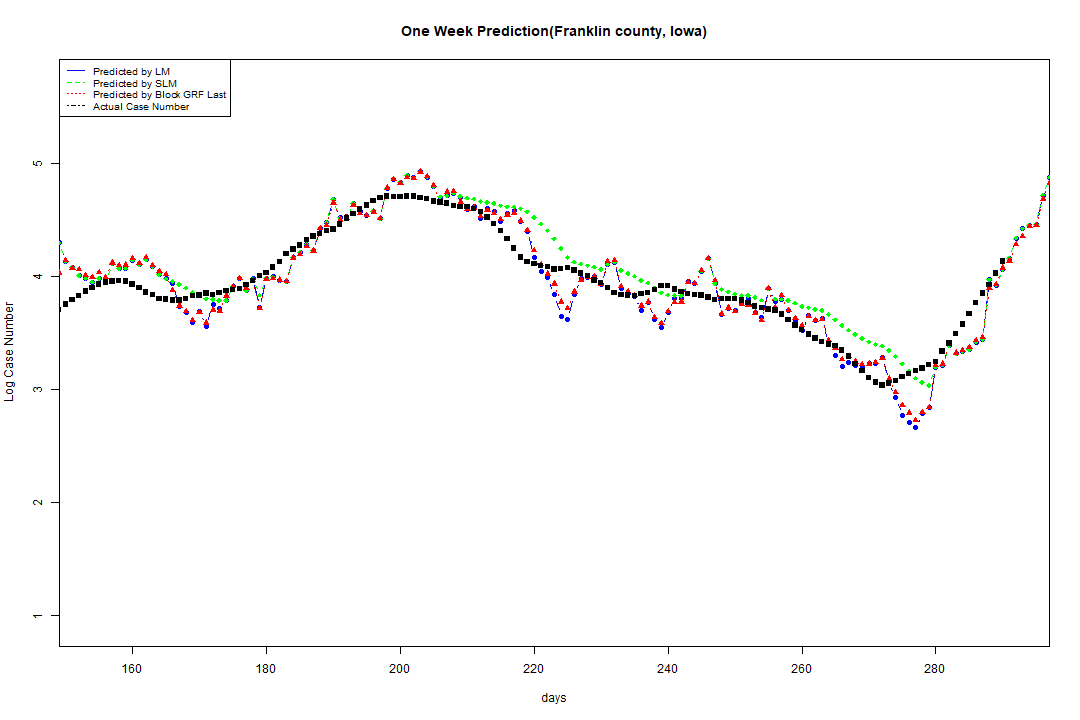 One Week Prediction(Franklin county, Iowa)
Predicted by LM
Predicted by SLM
Predicted by Block GRF Last
Actual Case Number
5
4
3
2
1
Log Case Number
160 180 200 220 240 260 280
days